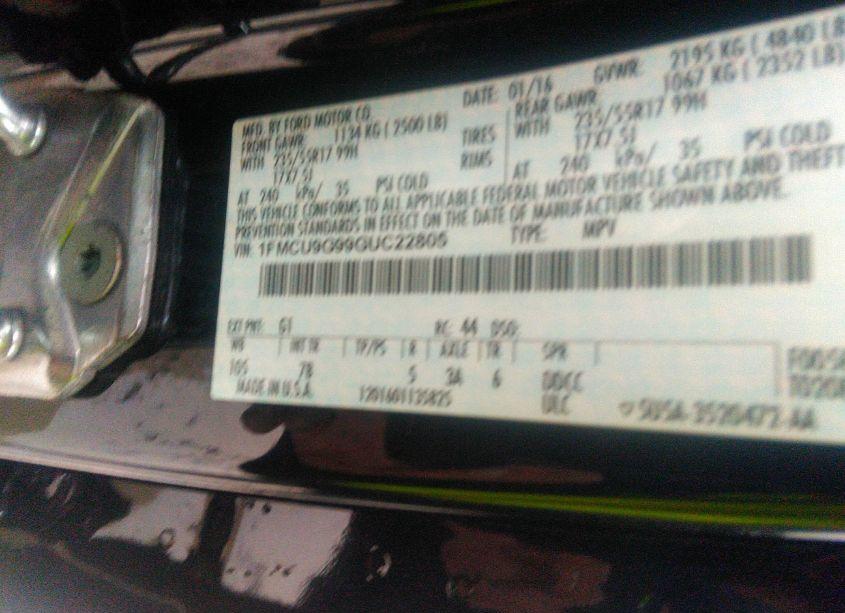 MFD. BY FORD MOTOR CO. DATE: 01/16 GVWR: 2195 KG ( 4840 LB
FRONT GAWR: 1134 KG ( 2500 LB) REAR GAWR: 1067 KG ( 2352 LB)
WITH 235/55R17 99H TIRES WITH 235/55R17 99H
17X7.5J RIMS 17X7.5J
AT 240 kPa/ 35 PSI COLD AT 240 kPa/ 35 PSI COLD
THIS VEHICLE CONFORMS TO ALL APPLICABLE FEDERAL MOTOR VEHICLE SAFETY AND THEFT
PREVENTION STANDARDS IN EFFECT ON THE DATE OF MANUFACTURE SHOWN ABOVE.
VIN: 1FMCU9G99GUC22805 TYPE: MPV
EXT PNT: G1 RC: 44 DSO:
WB INT TR TP/PS R AXLE TR SPR
105 7B 5 3A 6 DDCC
MADE IN U.S.A. 1201601135825 ULC 5U5A-3520472-AA